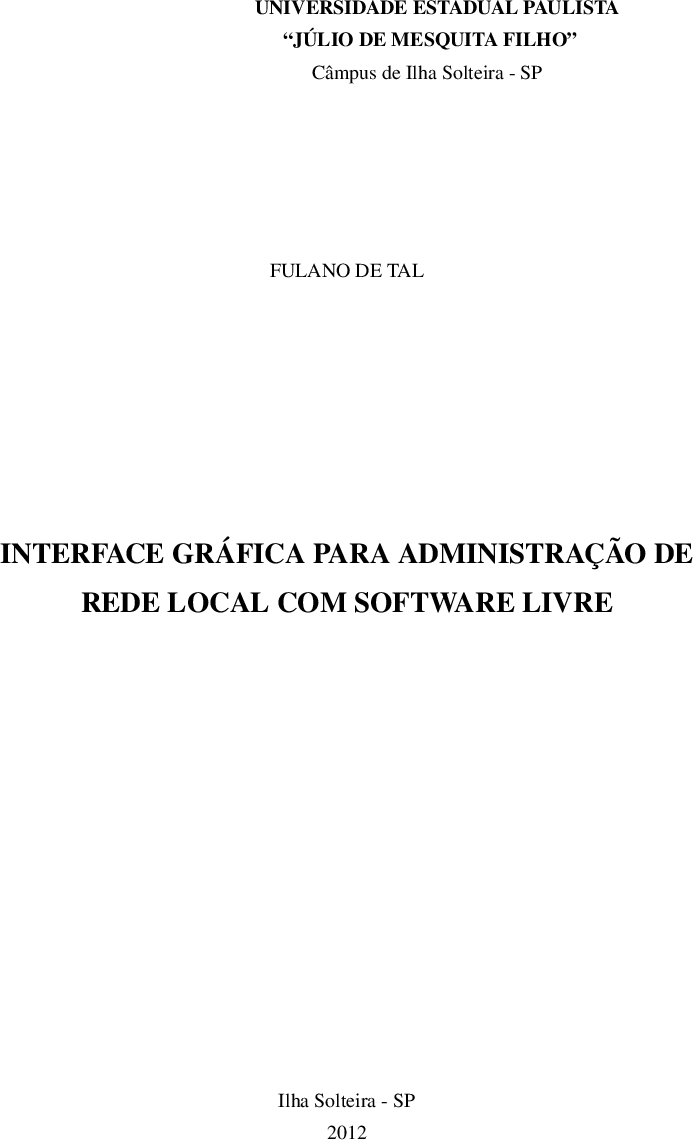 UNIVERSIDADE ESTADUAL PAULISTA
“JÚLIO DE MESQUITA FILHO”
Câmpus de Ilha Solteira - SP
FULANO DE TAL
INTERFACE GRÁFICA PARA ADMINISTRAÇÃO DE
REDE LOCAL COM SOFTWARE LIVRE
Ilha Solteira - SP
2012